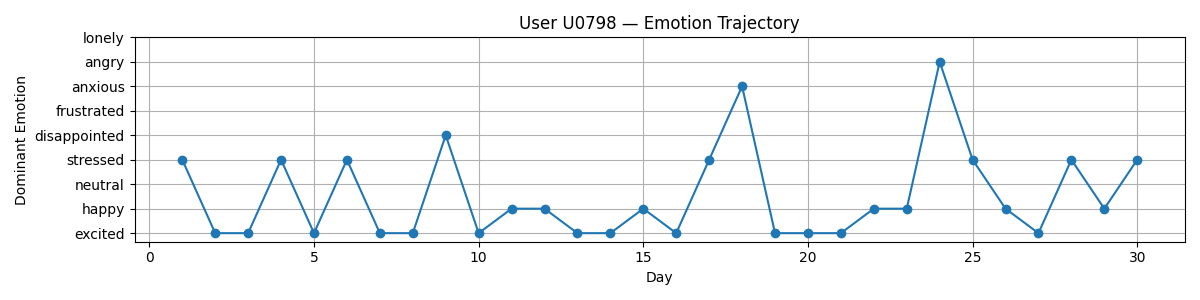 User U0798 — Emotion Trajectory
Dominant Emotion
lonely
angry
anxious
frustrated
disappointed
stressed
neutral
happy
excited
0 5 10 15 20 25 30
Day